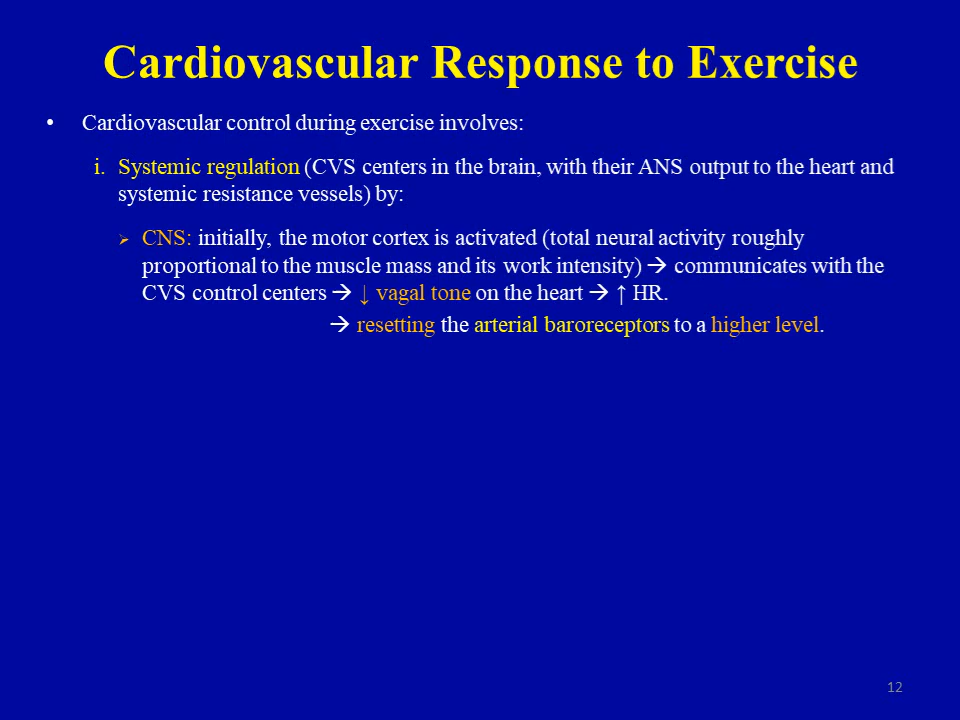 Cardiovascular Response to Exercise
• Cardiovascular control during exercise involves:
i. Systemic regulation (CVS centers in the brain, with their ANS output to the heart and
systemic resistance vessels) by:
➢ CNS: initially, the motor cortex is activated (total neural activity roughly
proportional to the muscle mass and its work intensity) → communicates with the
CVS control centers → ↓ vagal tone on the heart → ↑ HR.
→ resetting the arterial baroreceptors to a higher level.
12